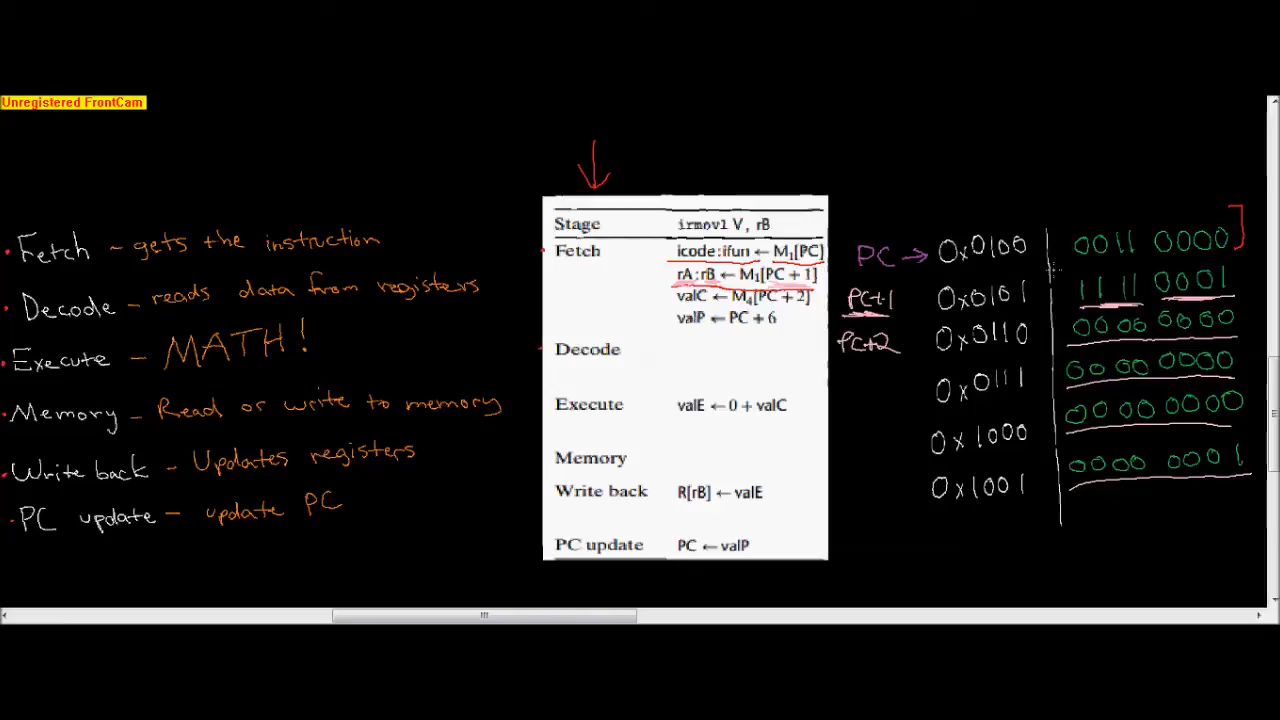 Unregistered FrontCam
Fetch - gets the instruction
Decode - reads data from registers
Execute - MATH!
Memory - Read or write to memory
Write back - Updates registers
PC update - update PC
Stage irmovl V, rB
Fetch icode:ifun ← M1[PC]
rA:rB ← M1[PC + 1]
valC ← M4[PC + 2]
valP ← PC + 6
Decode
Execute valE ← 0 + valC
Memory
Write back R[rB] ← valE
PC update PC ← valP
PC → 0x0100 0011 0000
PC+1 0x0101 1111 0001
PC+2 0x0110 0000 0000
0x0111 0000 0000
0x1000 0000 0000
0x1001 0000 0001